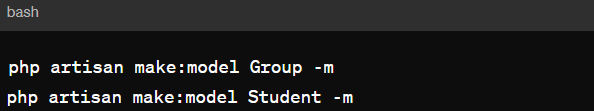 bash
php artisan make:model Group -m
php artisan make:model Student -m